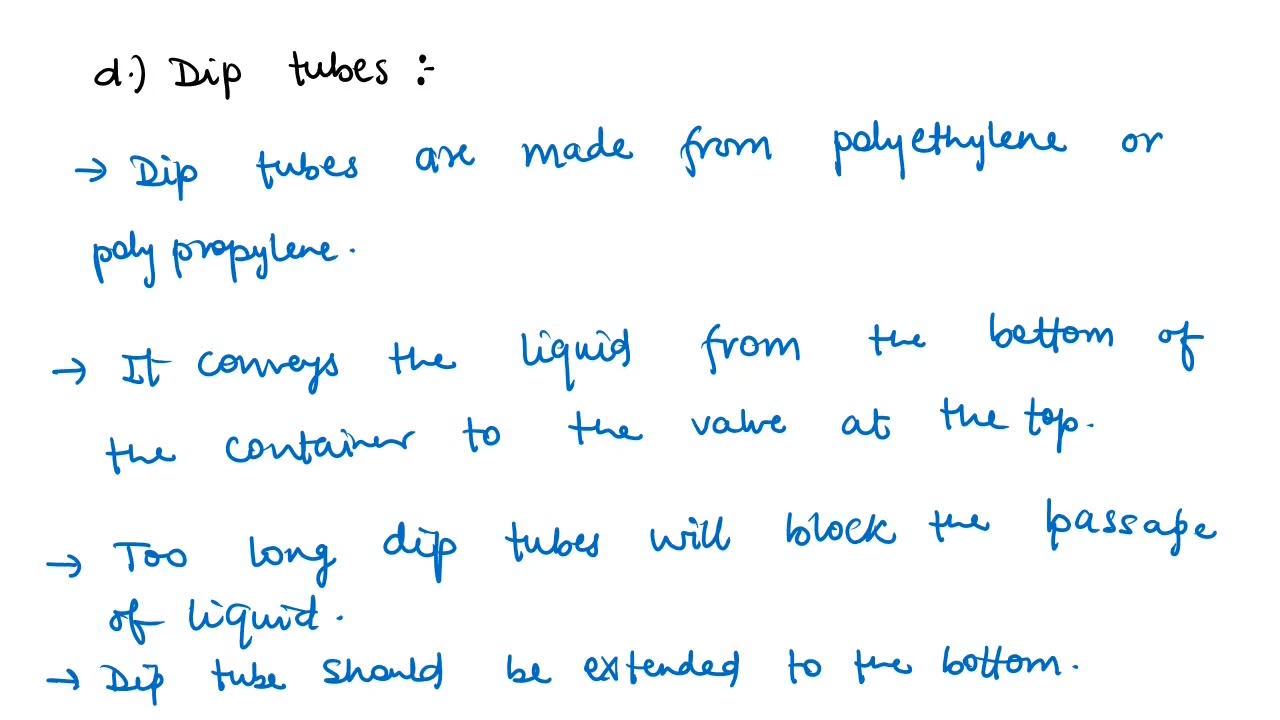 d.) Dip tubes :-
→ Dip tubes are made from polyethylene or
polypropylene.
→ It conveys the liquid from the bottom of
the container to the valve at the top.
→ Too long dip tubes will block the passage
of liquid.
→ Dip tube should be extended to the bottom.